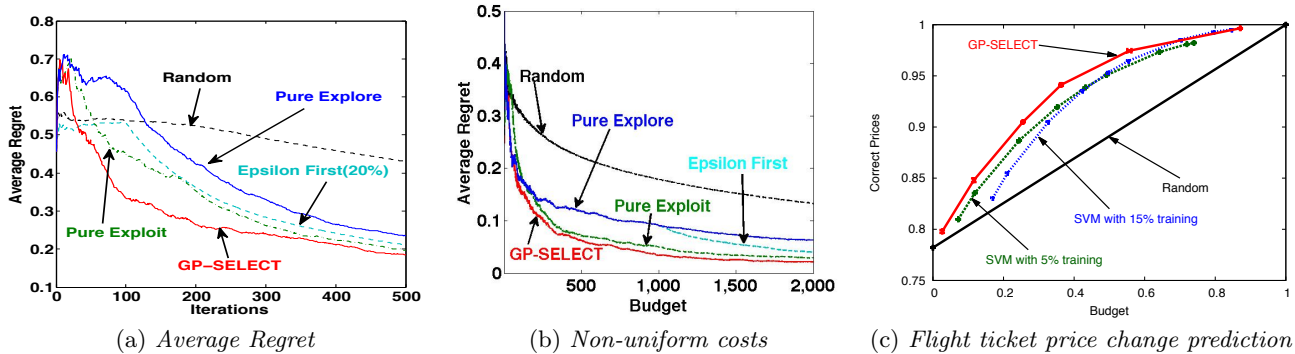 0.8
0.7
0.6
0.5
0.4
0.3
0.2
0.1
0
100
200
300
400
500
Average Regret
Iterations
Random
Pure Explore
Epsilon First(20%)
Pure Exploit
GP–SELECT
(a) Average Regret
0.5
0.4
0.3
0.2
0.1
0
500
1,000
1,500
2,000
Average Regret
Budget
Random
Pure Explore
Epsilon First
Pure Exploit
GP-SELECT
(b) Non-uniform costs
1
0.95
0.9
0.85
0.8
0.75
0
0.2
0.4
0.6
0.8
1
Correct Prices
Budget
GP-SELECT
Random
SVM with 15% training
SVM with 5% training
(c) Flight ticket price change prediction